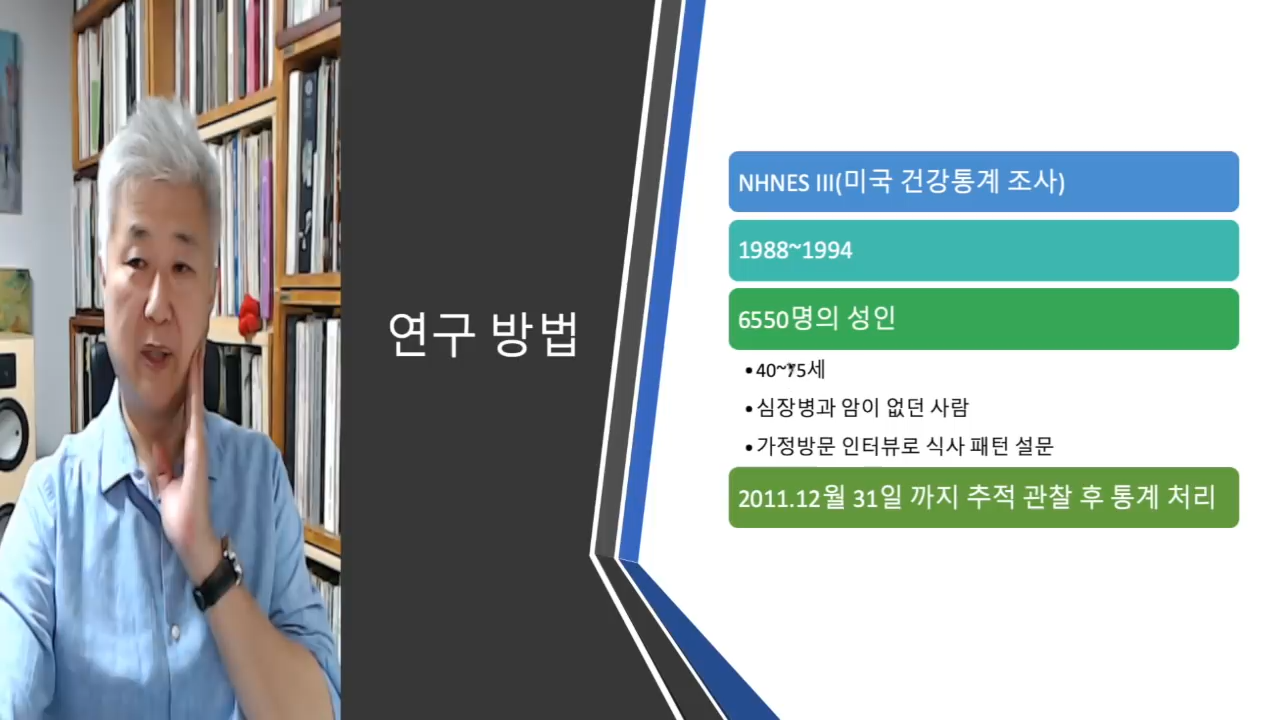 연구 방법
NHNES III(미국 건강통계 조사)
1988~1994
6550명의 성인
• 40~75세
• 심장병과 암이 없던 사람
• 가정방문 인터뷰로 식사 패턴 설문
2011.12월 31일 까지 추적 관찰 후 통계 처리